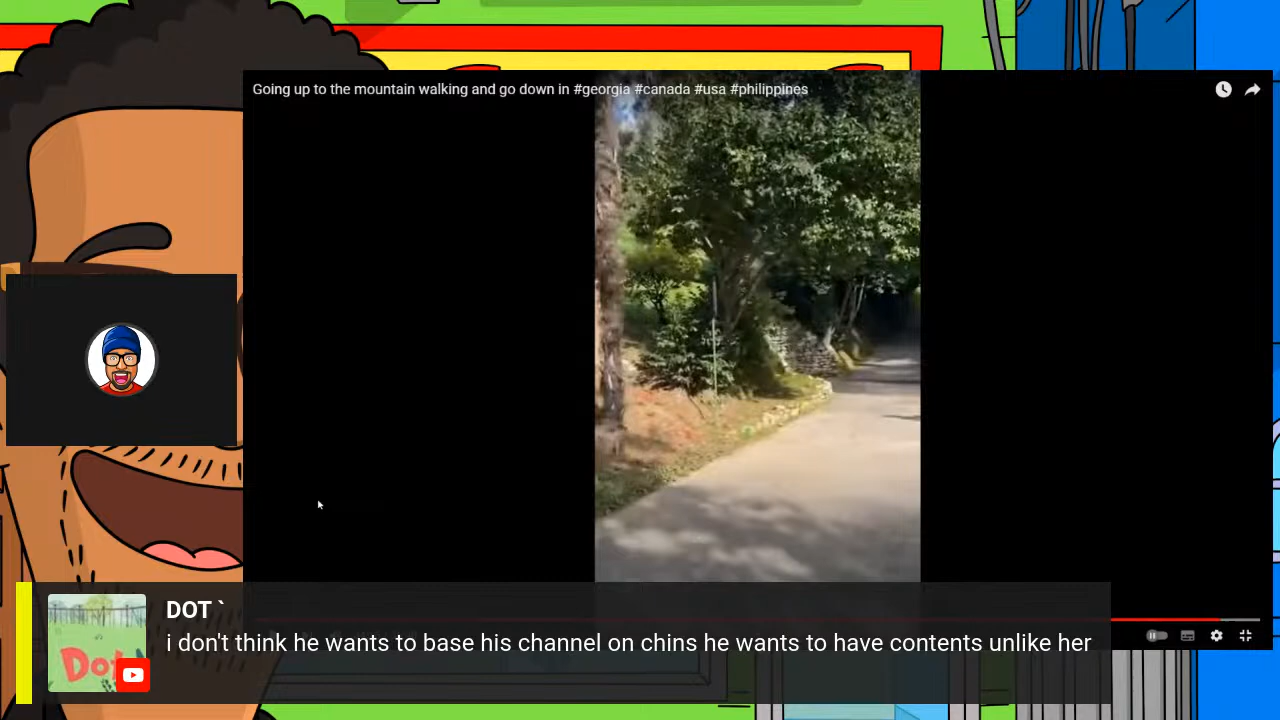 Going up to the mountain walking and go down in #georgia #canada #usa #philippines
DOT `
i don't think he wants to base his channel on chins he wants to have contents unlike her
Dot